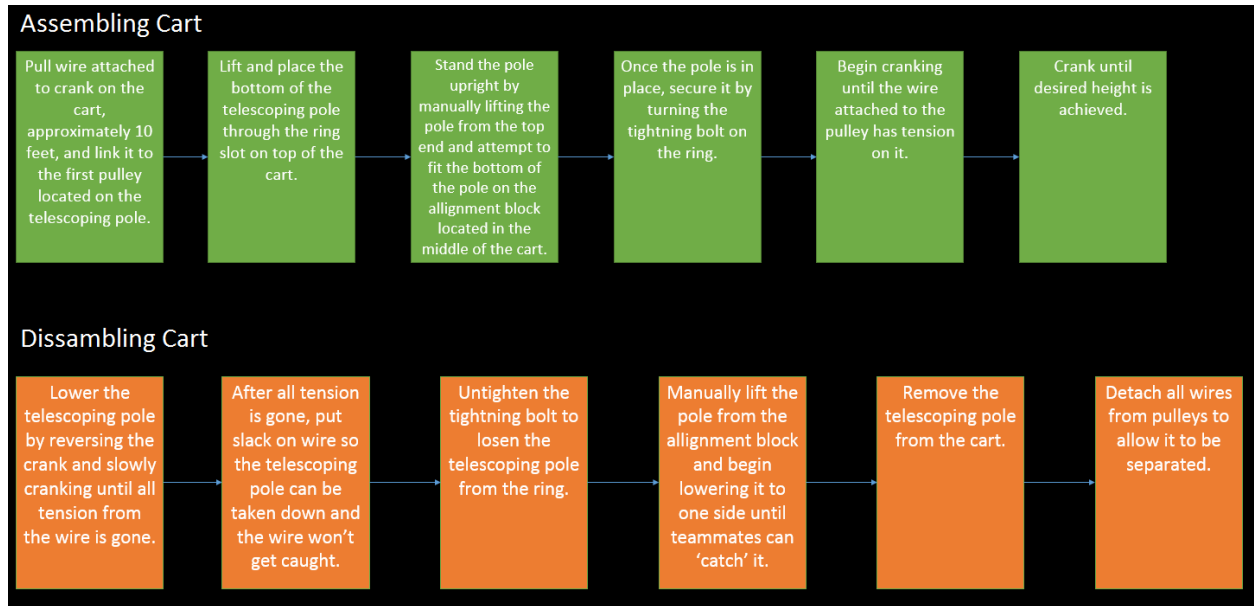 Assembling Cart
Pull wire attached
to crank on the
cart,
approximately 10
feet, and link it to
the first pulley
located on the
telescoping pole.
Lift and place the
bottom of the
telescoping pole
through the ring
slot on top of the
cart.
Stand the pole
upright by
manually lifting the
pole from the top
end and attempt to
fit the bottom of
the pole on the
allignment block
located in the
middle of the cart.
Once the pole is in
place, secure it by
turning the
tightning bolt on
the ring.
Begin cranking
until the wire
attached to the
pulley has tension
on it.
Crank until
desired height is
achieved.
Dissambling Cart
Lower the
telescoping pole
by reversing the
crank and slowly
cranking until all
tension from
the wire is gone.
After all tension
is gone, put
slack on wire so
the telescoping
pole can be
taken down and
the wire won’t
get caught.
Untighten the
tightning bolt to
losen the
telescoping pole
from the ring.
Manually lift the
pole from the
allignment block
and begin
lowering it to
one side until
teammates can
‘catch’ it.
Remove the
telescoping pole
from the cart.
Detach all wires
from pulleys to
allow it to be
separated.